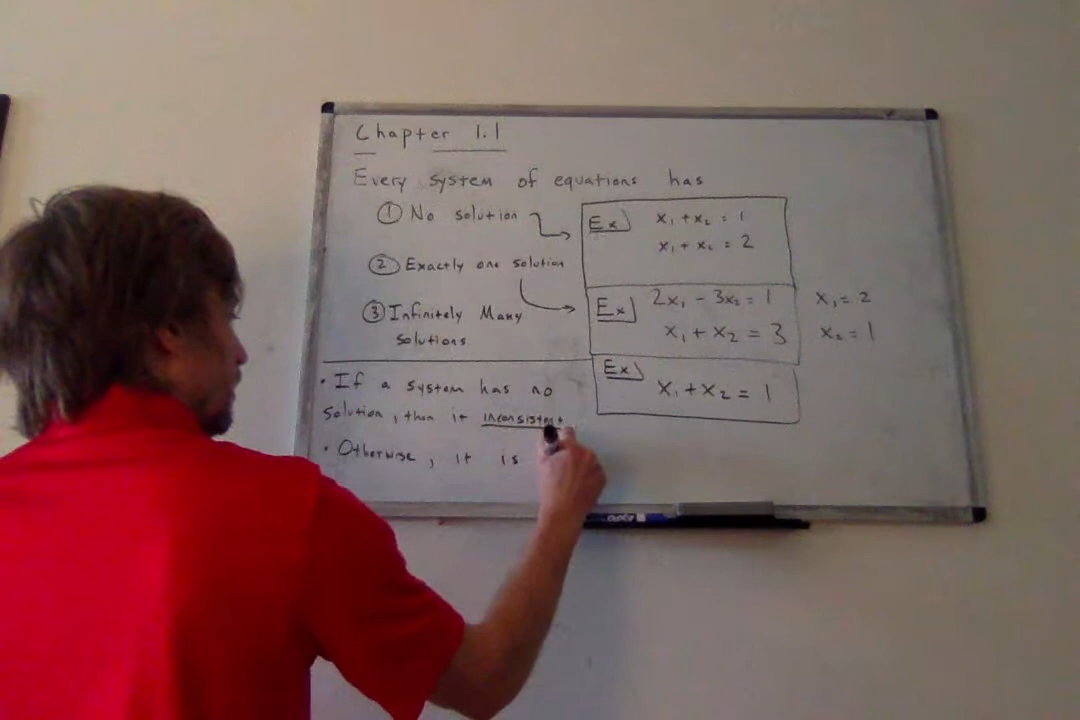 Chapter 1.1
Every system of equations has
① No solution
② Exactly one solution
③ Infinitely Many
solutions
Ex) x₁ + x₂ = 1
x₁ + x₂ = 2
Ex) 2x₁ - 3x₂ = 1 x₁ = 2
x₁ + x₂ = 3 x₂ = 1
Ex) x₁ + x₂ = 1
• If a system has no
solution, then it inconsistent
• Otherwise, it is
EXPO